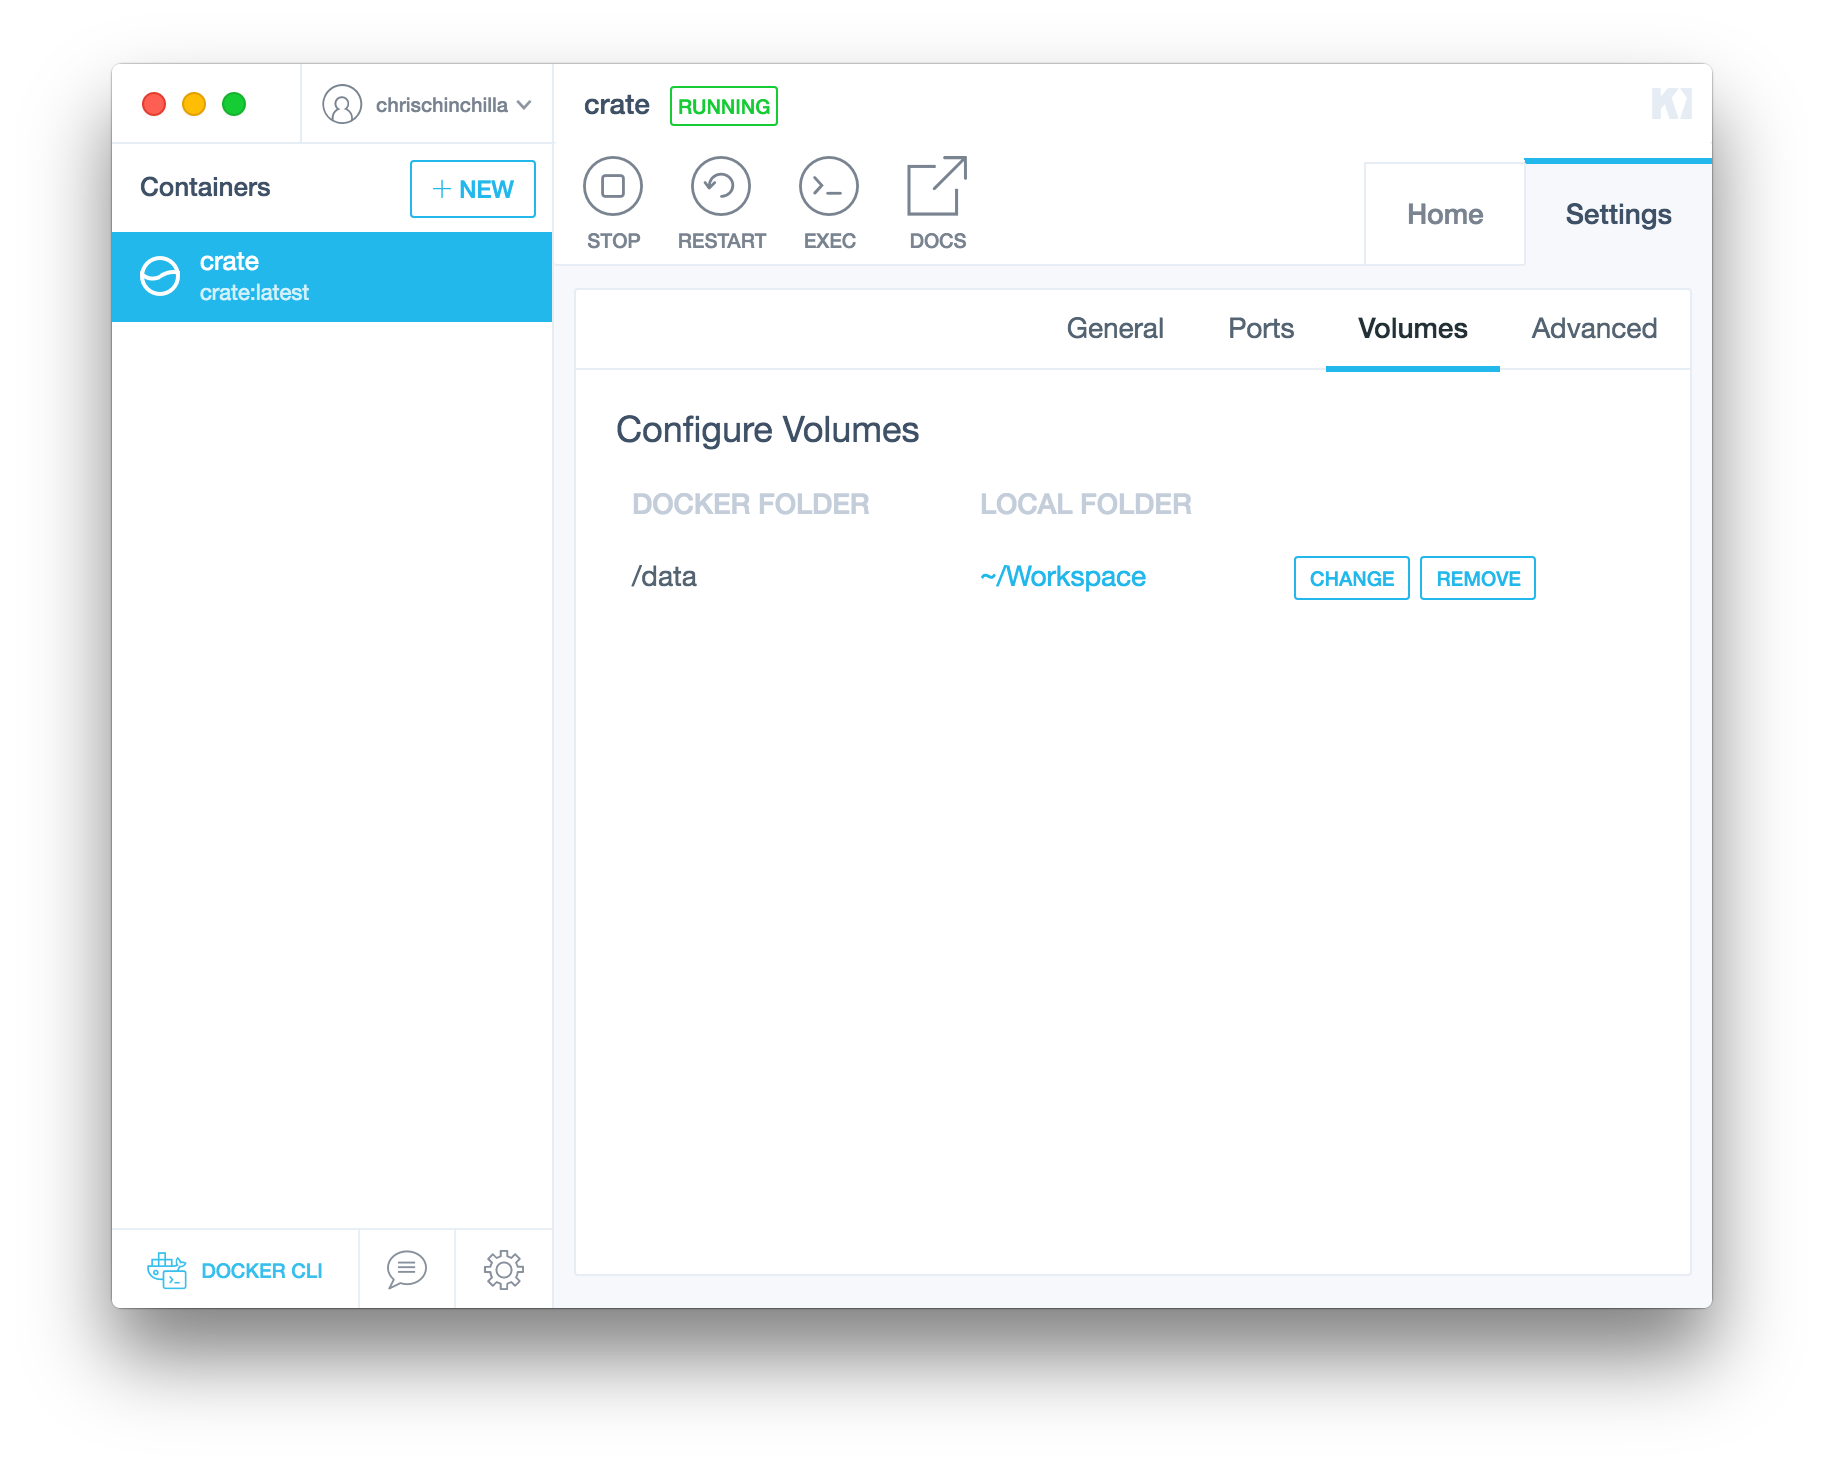 chrischinchilla
crate RUNNING
Containers
+ NEW
crate
crate:latest
STOP RESTART EXEC DOCS
Home Settings
General Ports Volumes Advanced
Configure Volumes
DOCKER FOLDER LOCAL FOLDER
/data ~/Workspace CHANGE REMOVE
DOCKER CLI